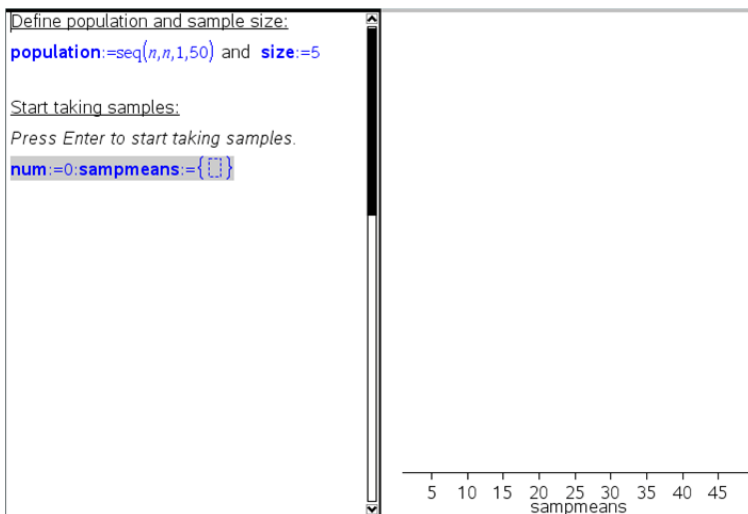 Define population and sample size:
population:=seq(n,n,1,50) and size:=5
Start taking samples:
Press Enter to start taking samples.
num:=0:sampmeans:={}
5 10 15 20 25 30 35 40 45
sampmeans